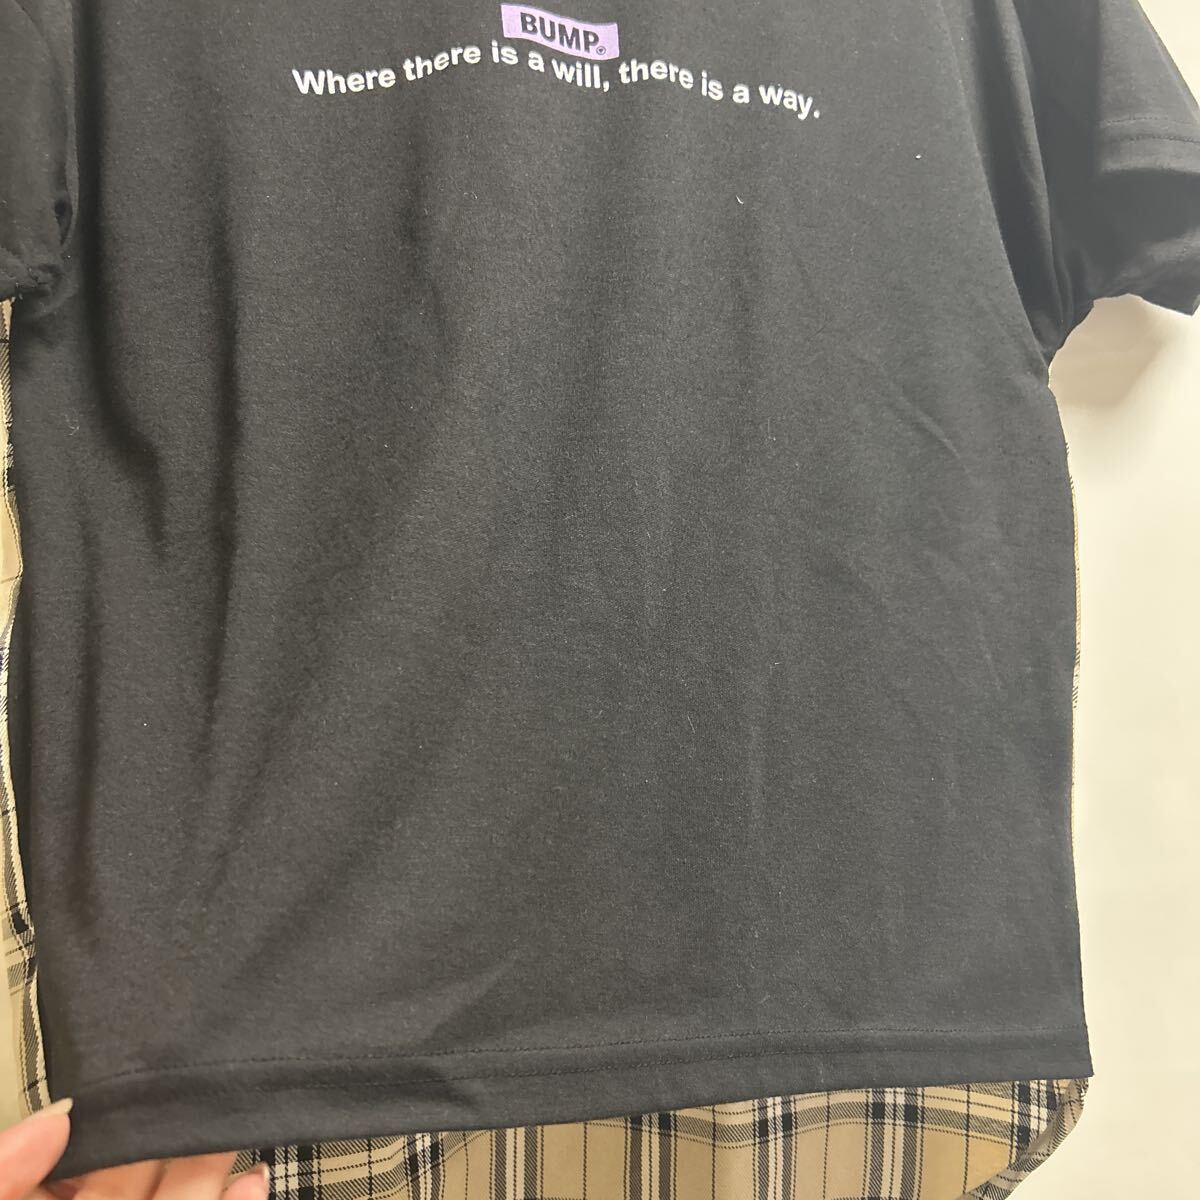 BUMP.
Where there is a will, there is a way.